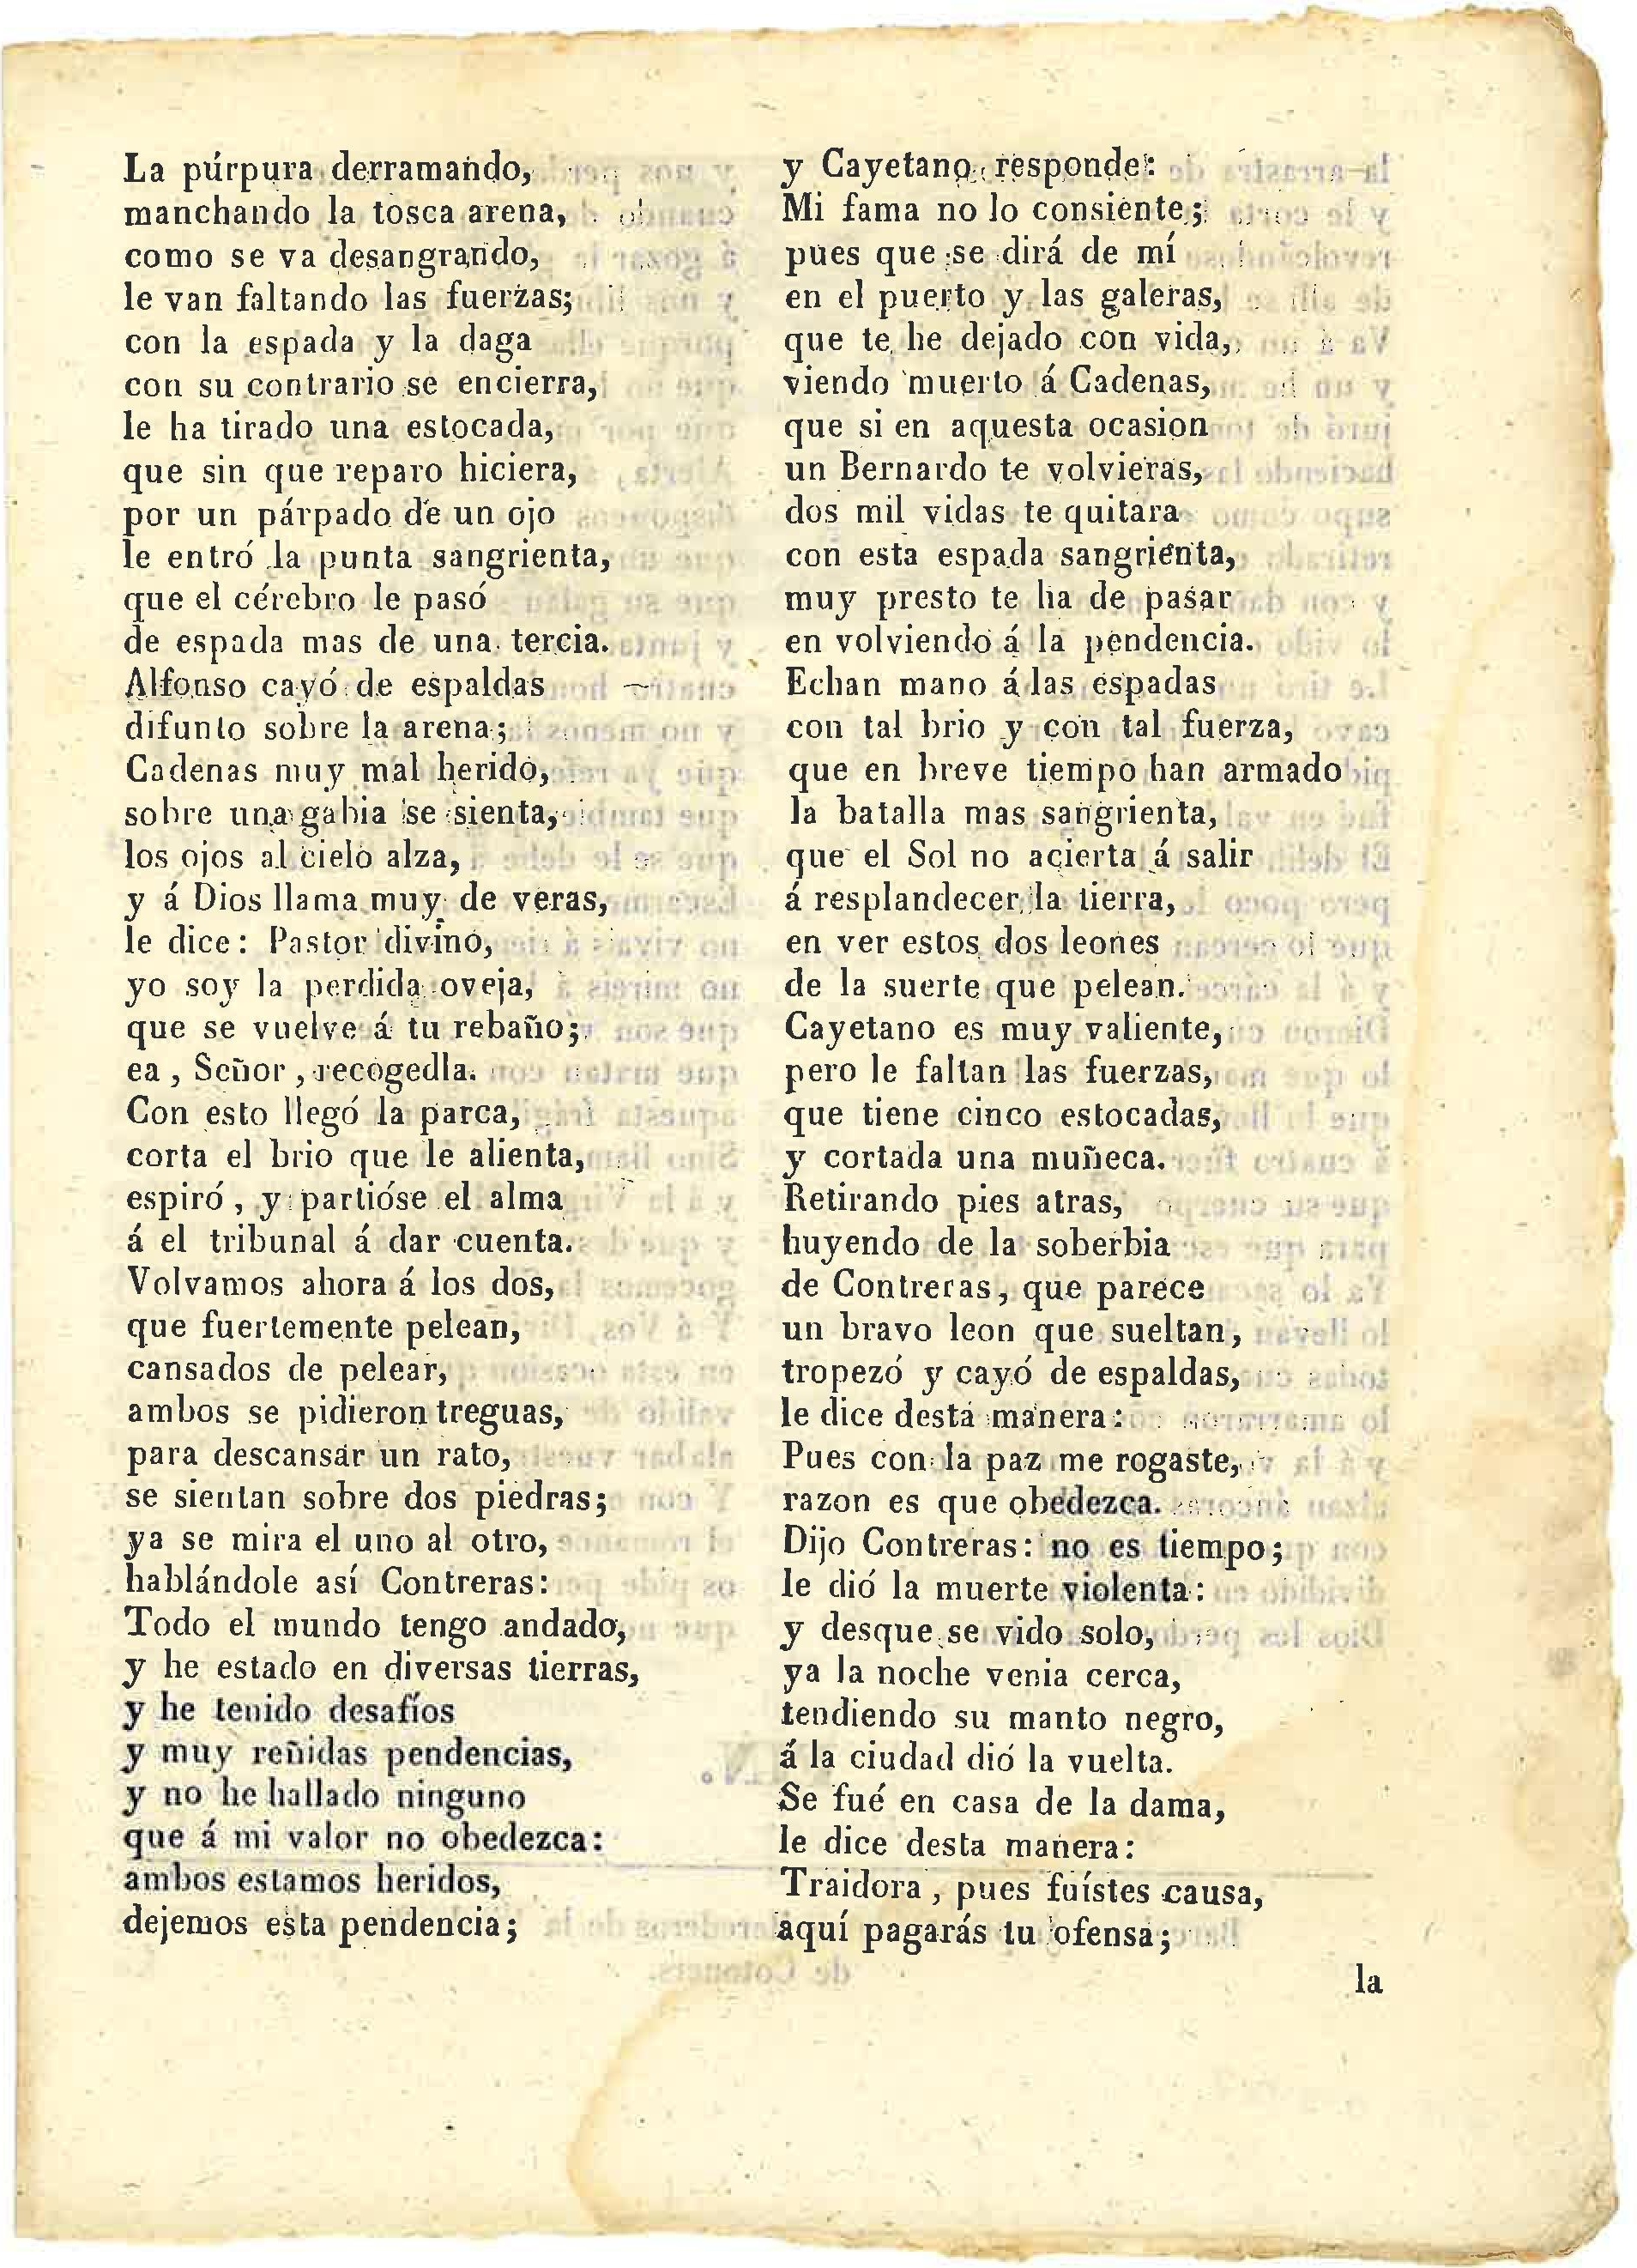 La púrpura derramando,
manchando la tosca arena,
como se va desangrando,
le van faltando las fuerzas;
con la espada y la daga
con su contrario se encierra,
le ha tirado una estocada,
que sin que reparo hiciera,
por un párpado de un ojo
le entró la punta sangrienta,
que el cérebro le pasó
de espada mas de una tercia.
Alfonso cayó de espaldas
difunto sobre la arena;
Cadenas muy mal herido,
sobre una gabia se sienta,
los ojos al cielo alza,
y á Dios llama muy de veras,
le dice: Pastor divino,
yo soy la perdida oveja,
que se vuelve á tu rebaño;
ea, Señor, recogedla.
Con esto llegó la parca,
corta el brio que le alienta,
espiró, y partióse el alma
á el tribunal á dar cuenta.
Volvamos ahora á los dos,
que fuertemente pelean,
cansados de pelear,
ambos se pidieron treguas,
para descansar un rato,
se sientan sobre dos piedras;
ya se mira el uno al otro,
hablándole así Contreras:
Todo el mundo tengo andado,
y he estado en diversas tierras,
y he tenido desafíos
y muy reñidas pendencias,
y no he hallado ninguno
que á mi valor no obedezca:
ambos estamos heridos,
dejemos esta pendencia;
y Cayetano responde:
Mi fama no lo consiente;
pues que se dirá de mí
en el puerto y las galeras,
que te he dejado con vida,
viendo muerto á Cadenas,
que si en aquesta ocasion
un Bernardo te volvieras,
dos mil vidas te quitara
con esta espada sangrienta,
muy presto te ha de pasar
en volviendo á la pendencia.
Echan mano á las espadas
con tal brio y con tal fuerza,
que en breve tiempo han armado
la batalla mas sangrienta,
que el Sol no acierta á salir
á resplandecer la tierra,
en ver estos dos leones
de la suerte que pelean.
Cayetano es muy valiente,
pero le faltan las fuerzas,
que tiene cinco estocadas,
y cortada una muñeca.
Retirando pies atras,
huyendo de la soberbia
de Contreras, que parece
un bravo leon que sueltan,
tropezó y cayó de espaldas,
le dice desta manera:
Pues con la paz me rogaste,
razon es que obedezca.
Dijo Contreras: no es tiempo;
le dió la muerte violenta:
y desque se vido solo,
ya la noche venia cerca,
tendiendo su manto negro,
á la ciudad dió la vuelta.
Se fué en casa de la dama,
le dice desta manera:
Traidora, pues fuístes causa,
aquí pagarás tu ofensa;
la